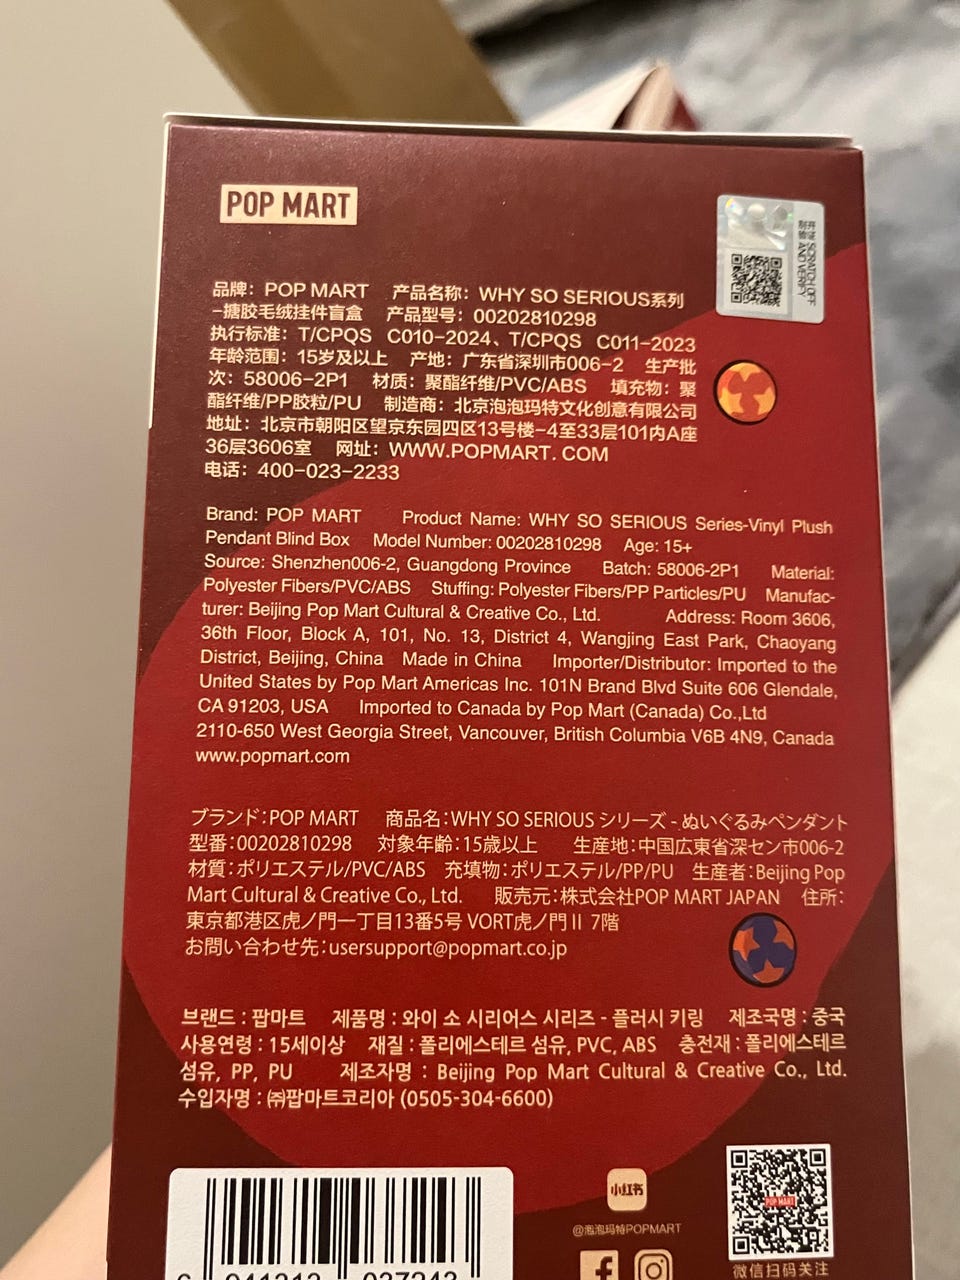 POP MART
开涂 SCRATCH OFF
刮层 AND VERIFY
品牌：POP MART 产品名称：WHY SO SERIOUS系列
-搪胶毛绒挂件盲盒 产品型号：00202810298
执行标准：T/CPQS C010-2024、T/CPQS C011-2023
年龄范围：15岁及以上 产地：广东省深圳市006-2 生产批
次：58006-2P1 材质：聚酯纤维/PVC/ABS 填充物：聚
酯纤维/PP胶粒/PU 制造商：北京泡泡玛特文化创意有限公司
地址：北京市朝阳区望京东园四区13号楼-4至33层101内A座
36层3606室 网址：WWW.POPMART.COM
电话：400-023-2233
Brand: POP MART Product Name: WHY SO SERIOUS Series-Vinyl Plush
Pendant Blind Box Model Number: 00202810298 Age: 15+
Source: Shenzhen006-2, Guangdong Province Batch: 58006-2P1 Material:
Polyester Fibers/PVC/ABS Stuffing: Polyester Fibers/PP Particles/PU Manufac-
turer: Beijing Pop Mart Cultural & Creative Co., Ltd. Address: Room 3606,
36th Floor, Block A, 101, No. 13, District 4, Wangjing East Park, Chaoyang
District, Beijing, China Made in China Importer/Distributor: Imported to the
United States by Pop Mart Americas Inc. 101N Brand Blvd Suite 606 Glendale,
CA 91203, USA Imported to Canada by Pop Mart (Canada) Co.,Ltd
2110-650 West Georgia Street, Vancouver, British Columbia V6B 4N9, Canada
www.popmart.com
ブランド：POP MART 商品名：WHY SO SERIOUS シリーズ - ぬいぐるみペンダント
型番：00202810298 対象年齢：15歳以上 生産地：中国広東省深セン市006-2
材質：ポリエステル/PVC/ABS 充填物：ポリエステル/PP/PU 生産者：Beijing Pop
Mart Cultural & Creative Co., Ltd. 販売元：株式会社POP MART JAPAN 住所：
東京都港区虎ノ門一丁目13番5号 VORT虎ノ門Ⅱ 7階
お問い合わせ先：usersupport@popmart.co.jp
브랜드 : 팝마트 제품명 : 와이 소 시리어스 시리즈 - 플러시 키링 제조국명 : 중국
사용연령 : 15세이상 재질 : 폴리에스테르 섬유, PVC, ABS 충전재 : 폴리에스테르
섬유, PP, PU 제조자명 : Beijing Pop Mart Cultural & Creative Co., Ltd.
수입자명 : ㈜팝마트코리아 (0505-304-6600)
小红书
@泡泡玛特POPMART
POP MART
微信扫码关注
6 941313 037243